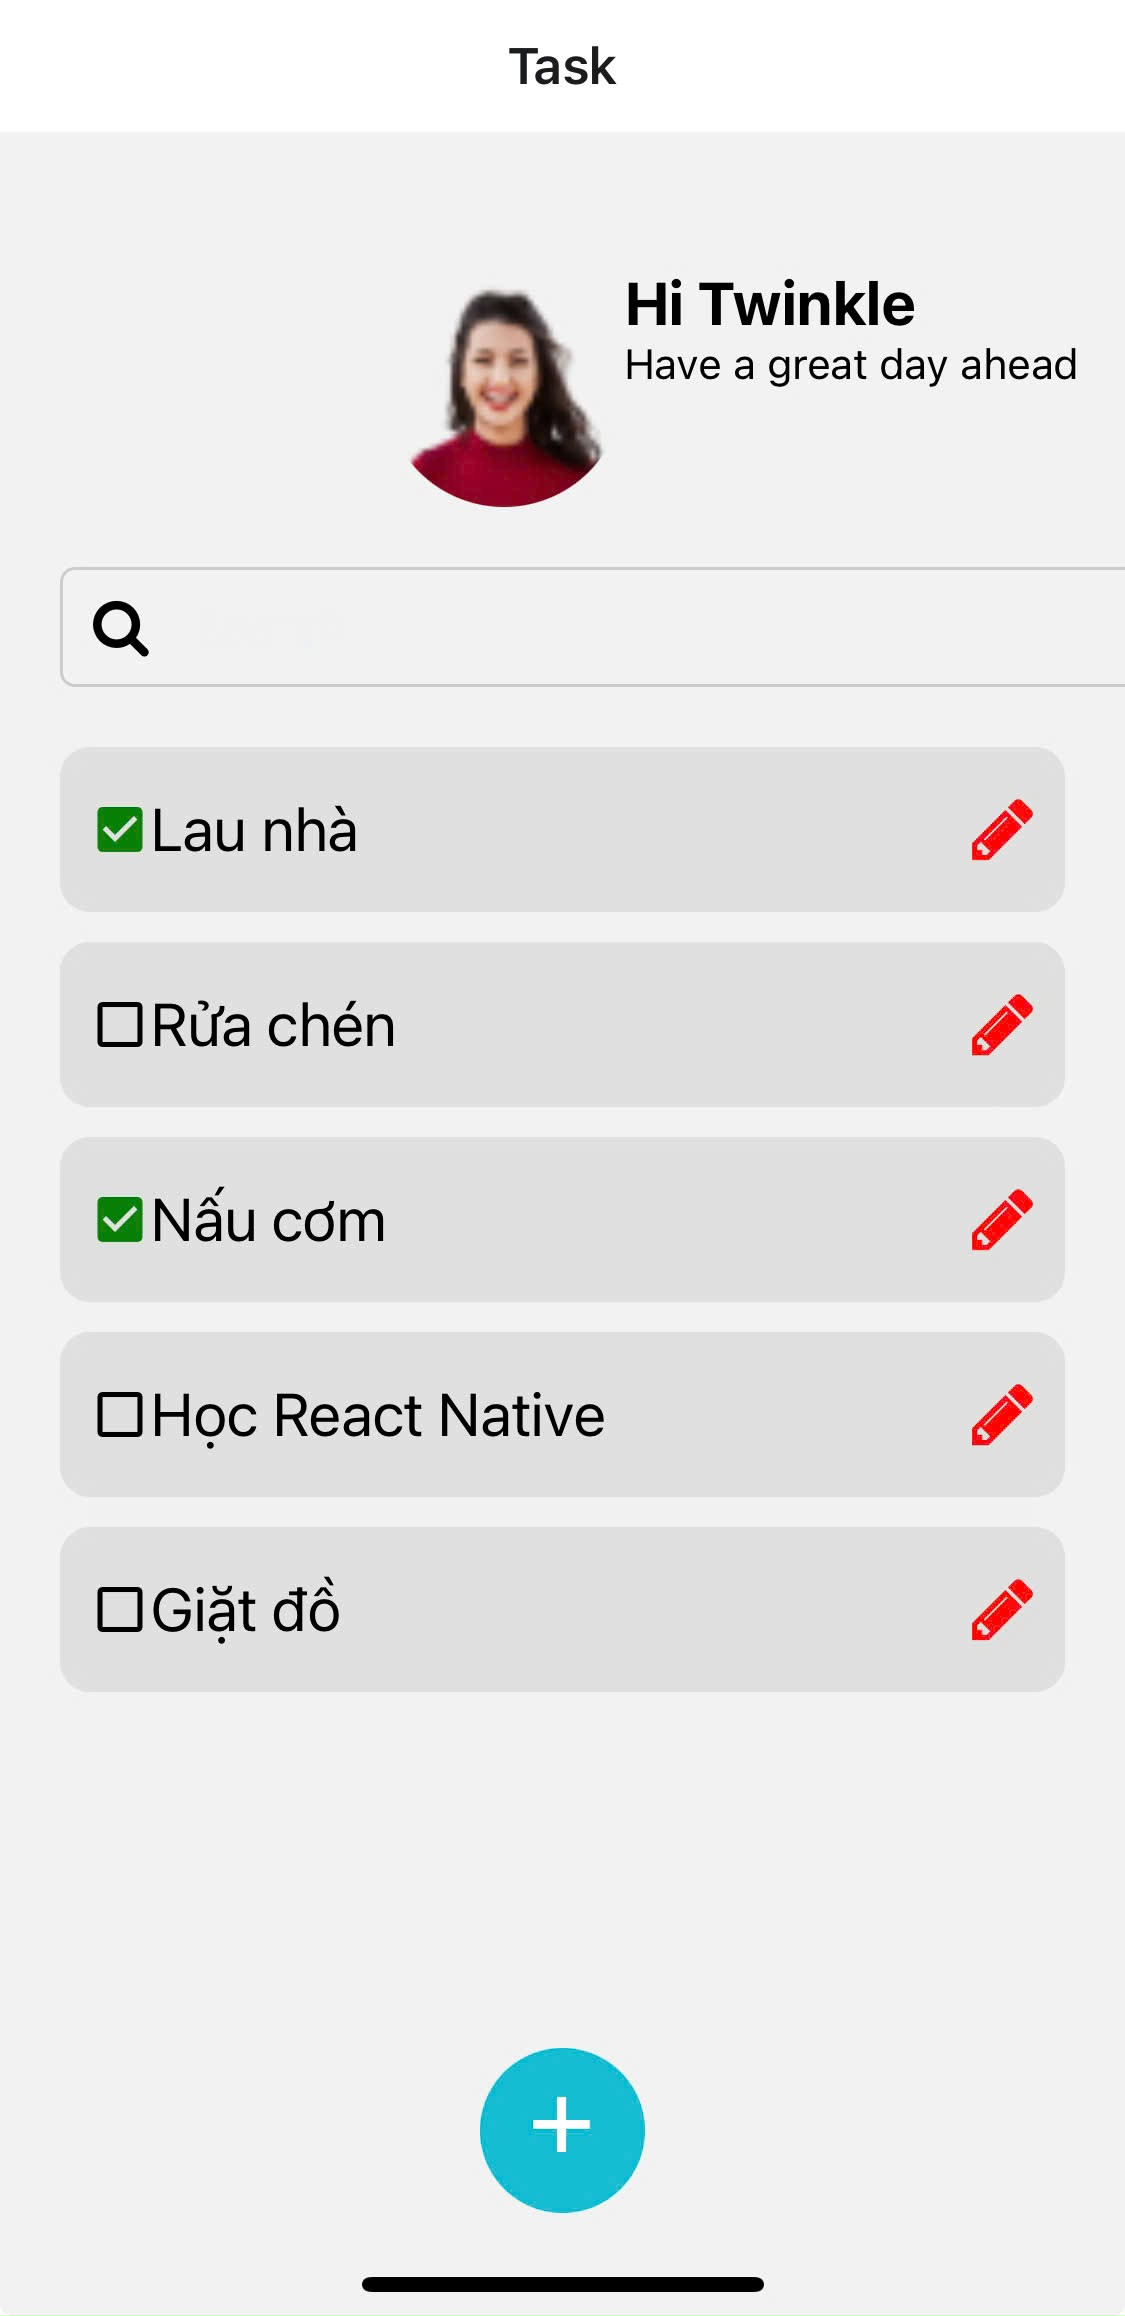 Task
Hi Twinkle
Have a great day ahead
Lau nhà
Rửa chén
Nấu cơm
Học React Native
Giặt đồ